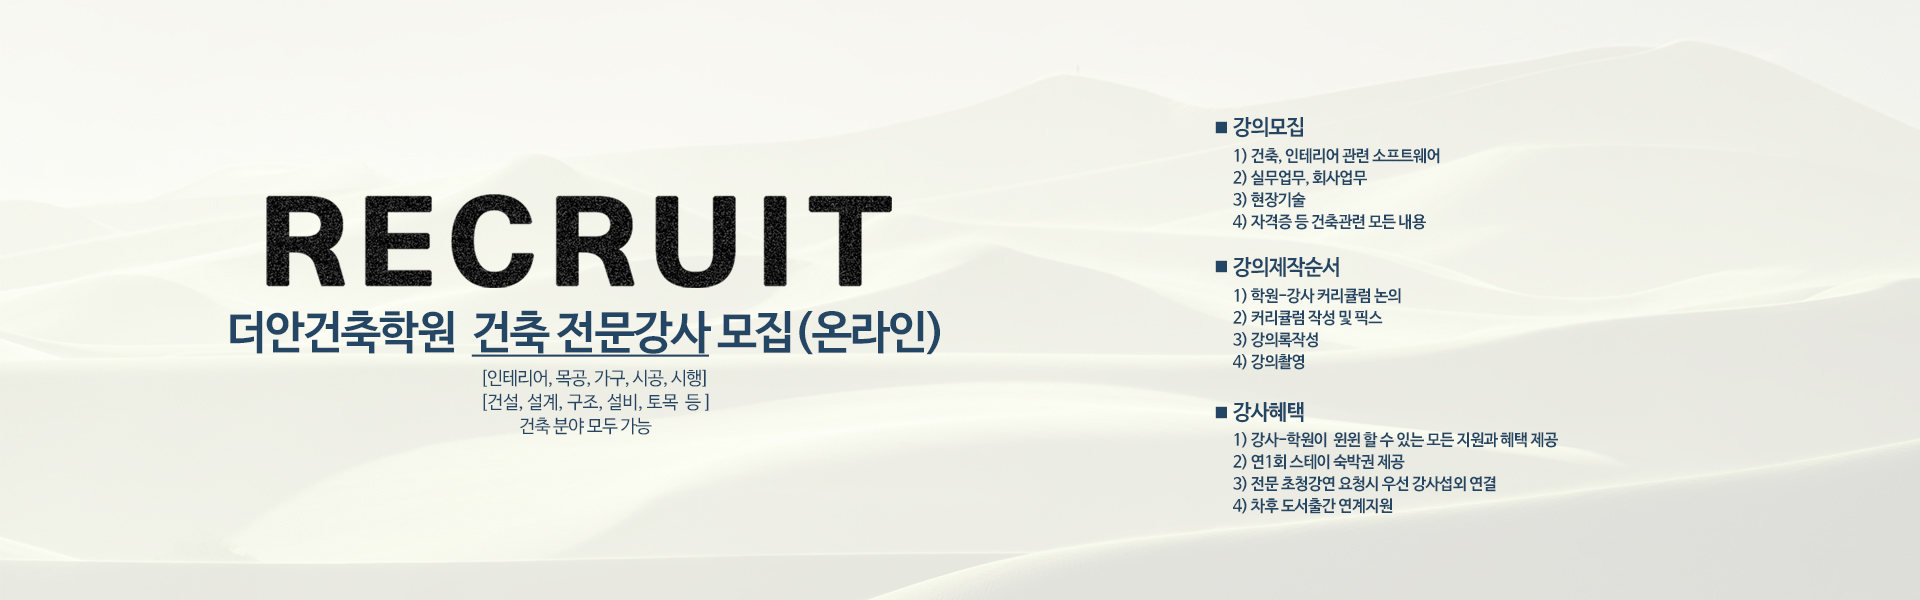 RECRUIT
더안건축학원 건축 전문강사 모집(온라인)
[인테리어, 목공, 가구, 시공, 시행]
[건설, 설계, 구조, 설비, 토목 등 ]
건축 분야 모두 가능
■ 강의모집
1) 건축, 인테리어 관련 소프트웨어
2) 실무업무, 회사업무
3) 현장기술
4) 자격증 등 건축관련 모든 내용
■ 강의제작순서
1) 학원-강사 커리큘럼 논의
2) 커리큘럼 작성 및 픽스
3) 강의록작성
4) 강의촬영
■ 강사혜택
1) 강사-학원이 윈윈 할 수 있는 모든 지원과 혜택 제공
2) 연1회 스테이 숙박권 제공
3) 전문 초청강연 요청시 우선 강사섭외 연결
4) 차후 도서출간 연계지원